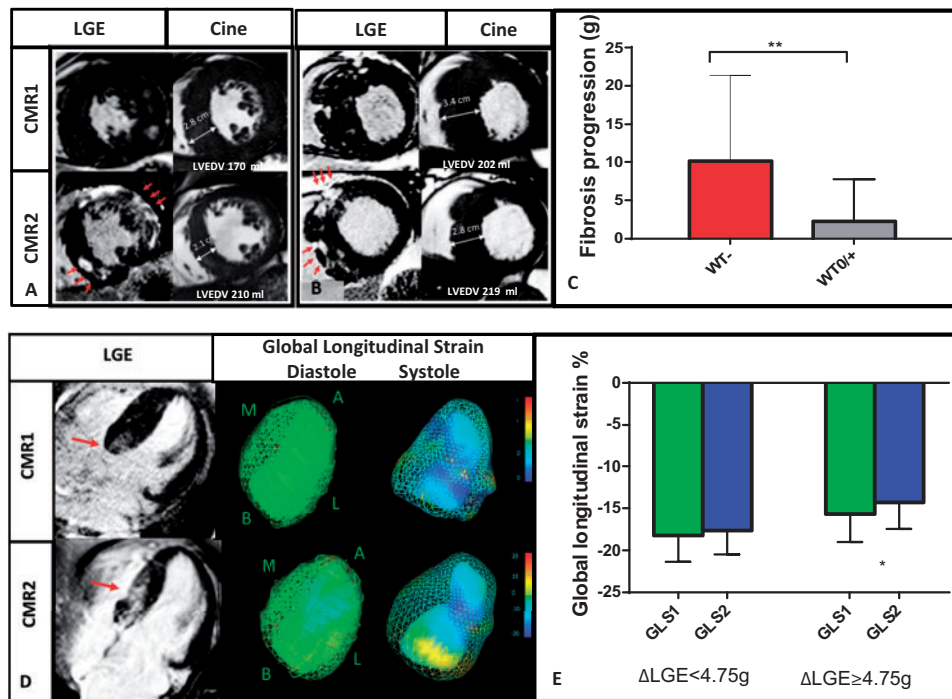 LGE Cine
CMR1
2.8 cm
LVEDV 170 ml
CMR2
2.1 cm
LVEDV 210 ml
A
LGE Cine
3.4 cm
LVEDV 202 ml
2.8 cm
LVEDV 219 ml
B
Fibrosis progression (g)
25
20
15
10
5
0
**
WT-
WT0/+
C
LGE
Global Longitudinal Strain
Diastole Systole
CMR1
M A
B L
CMR2
M A
B L
D
Global longitudinal strain %
0
-5
-10
-15
-20
-25
*
GLS1 GLS2 GLS1 GLS2
ΔLGE<4.75g ΔLGE≥4.75g
E